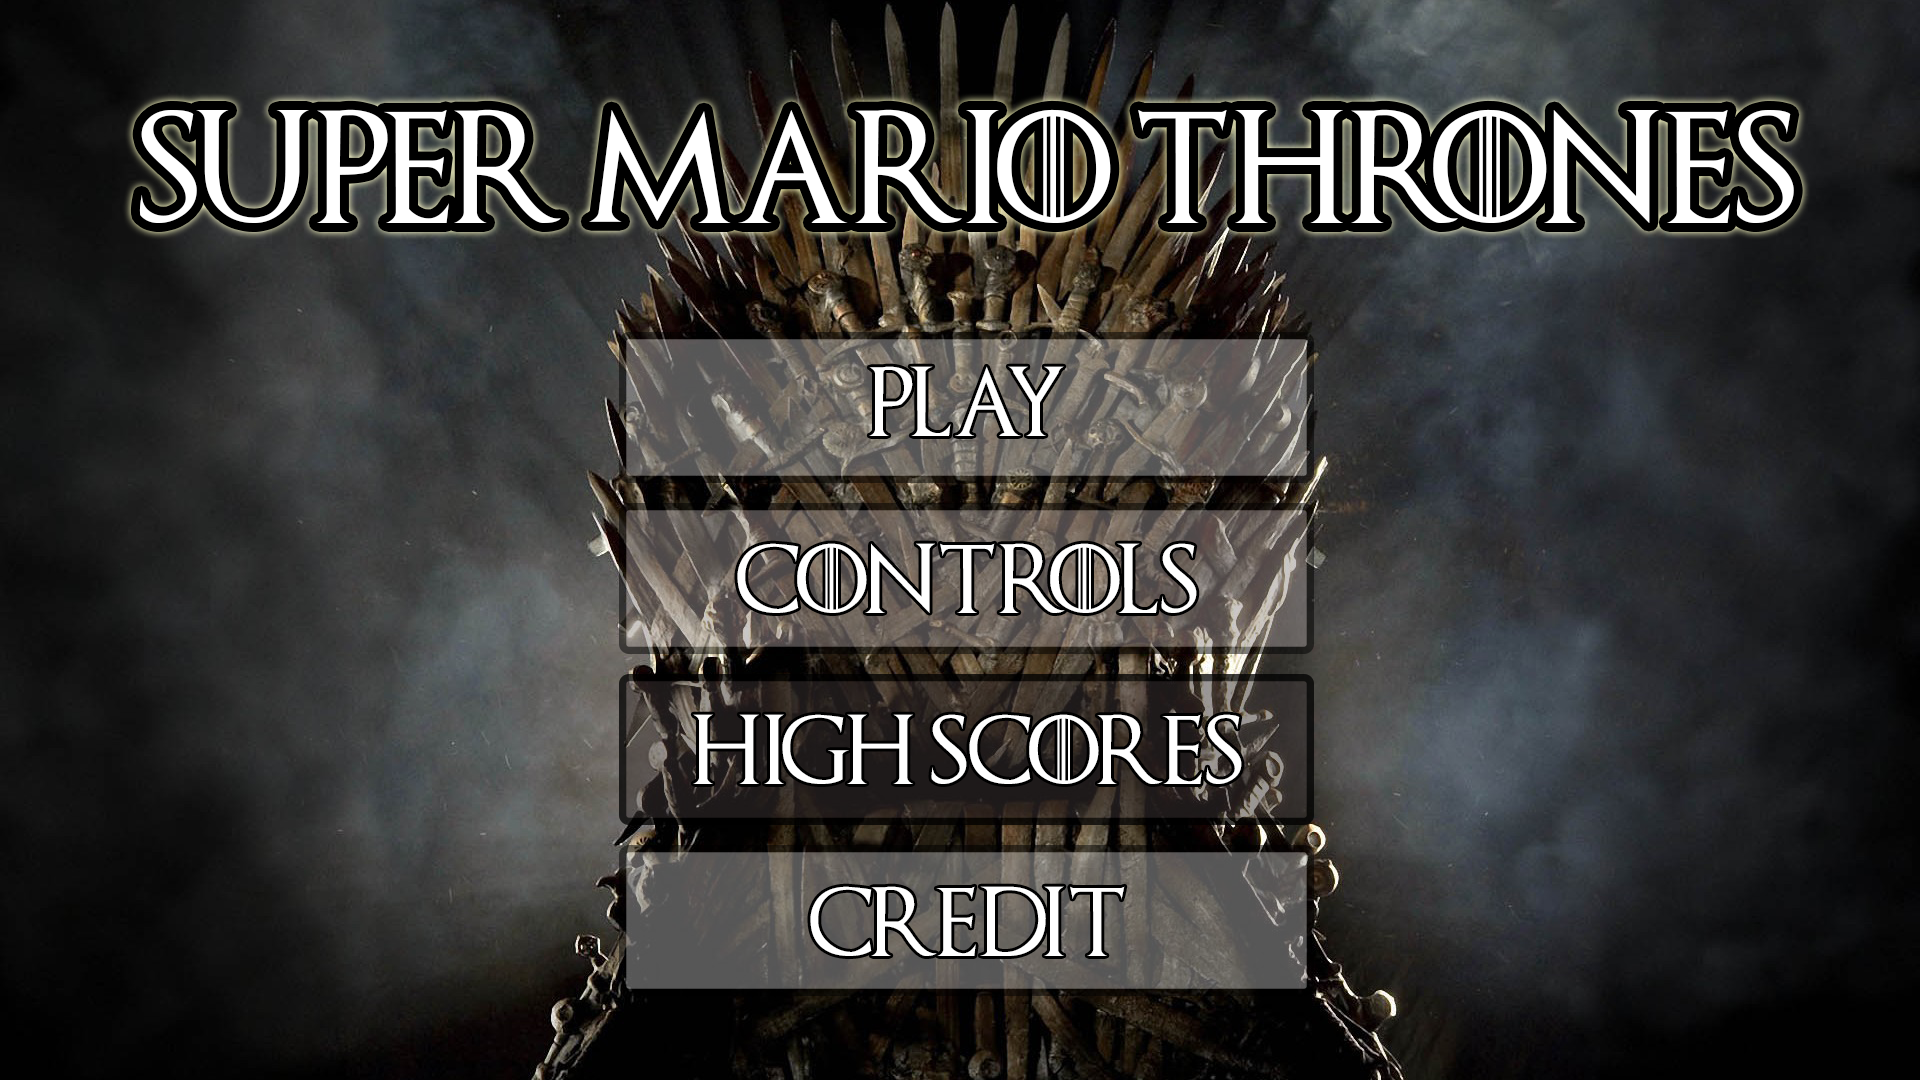 SUPER MARIO THRONES
PLAY
CONTROLS
HIGH SCORES
CREDIT